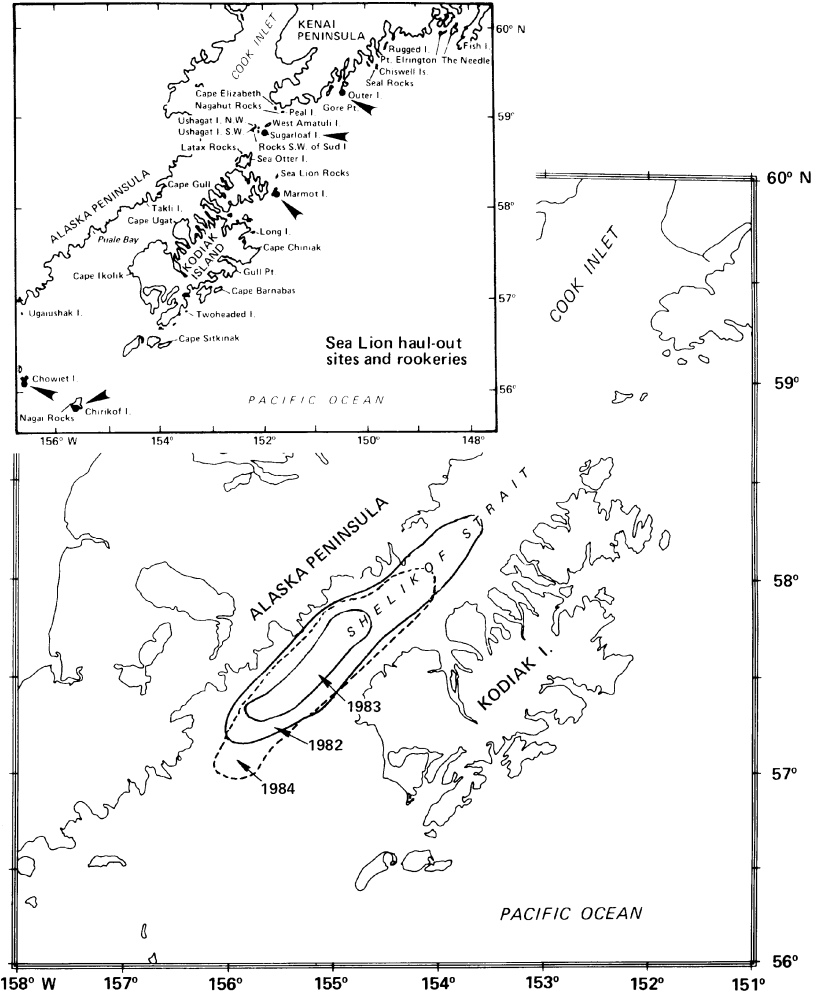 KENAI
PENINSULA
COOK INLET
60° N
Rugged I.
Fish I.
Pt. Elrington
The Needle
Chiswell Is.
Seal Rocks
Cape Elizabeth
Outer I.
Nagahut Rocks
Gore Pt.
Peal I.
59°
Ushagat I. N.W.
West Amatuli I.
Ushagat I. S.W.
Sugarloaf I.
Latax Rocks
Rocks S.W. of Sud I
Sea Otter I.
Sea Lion Rocks
ALASKA PENINSULA
Cape Gull
Marmot I.
58°
Takli I.
Cape Ugat
Puale Bay
Long I.
KODIAK
ISLAND
Cape Chiniak
Cape Ikolik
Gull Pt.
Cape Barnabas
57°
Ugaiushak I.
Twoheaded I.
Cape Sitkinak
Sea Lion haul-out
sites and rookeries
Chowiet I.
56°
PACIFIC OCEAN
Nagai Rocks
Chirikof I.
156° W
154°
152°
150°
148°
60° N
COOK INLET
59°
ALASKA PENINSULA
SHELIKOF STRAIT
58°
KODIAK I.
1983
1982
1984
57°
PACIFIC OCEAN
56°
158° W
157°
156°
155°
154°
153°
152°
151°